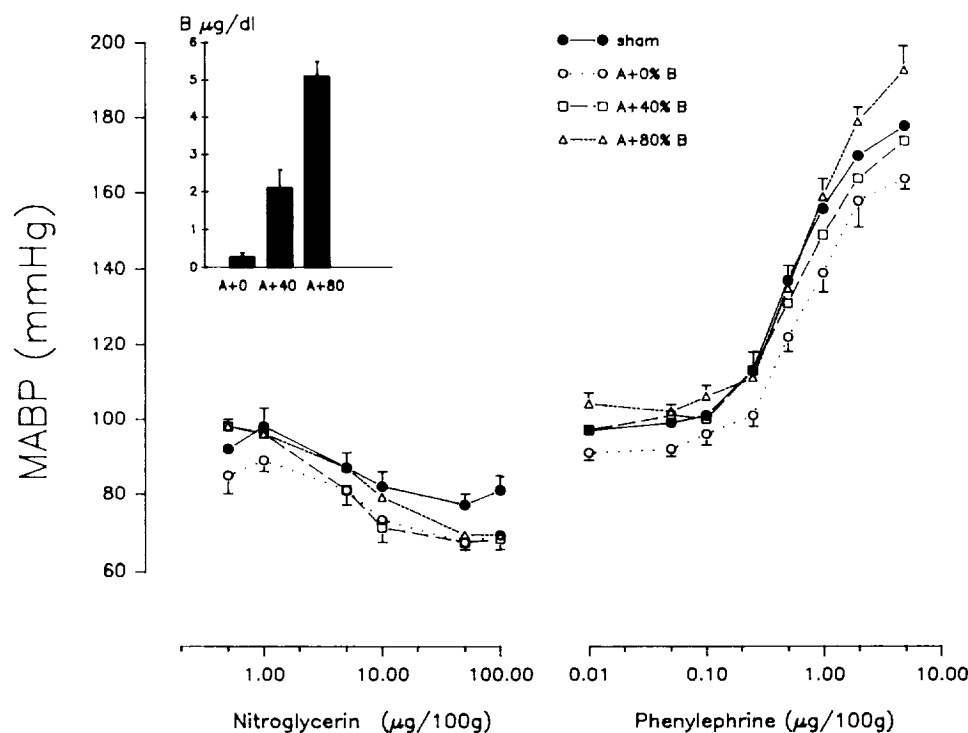 B µg/dl
6
5
4
3
2
1
0
A+0 A+40 A+80
sham
A+0% B
A+40% B
A+80% B
MABP (mmHg)
200
180
160
140
120
100
80
60
1.00 10.00 100.00
Nitroglycerin (µg/100g)
0.01 0.10 1.00 10.00
Phenylephrine (µg/100g)